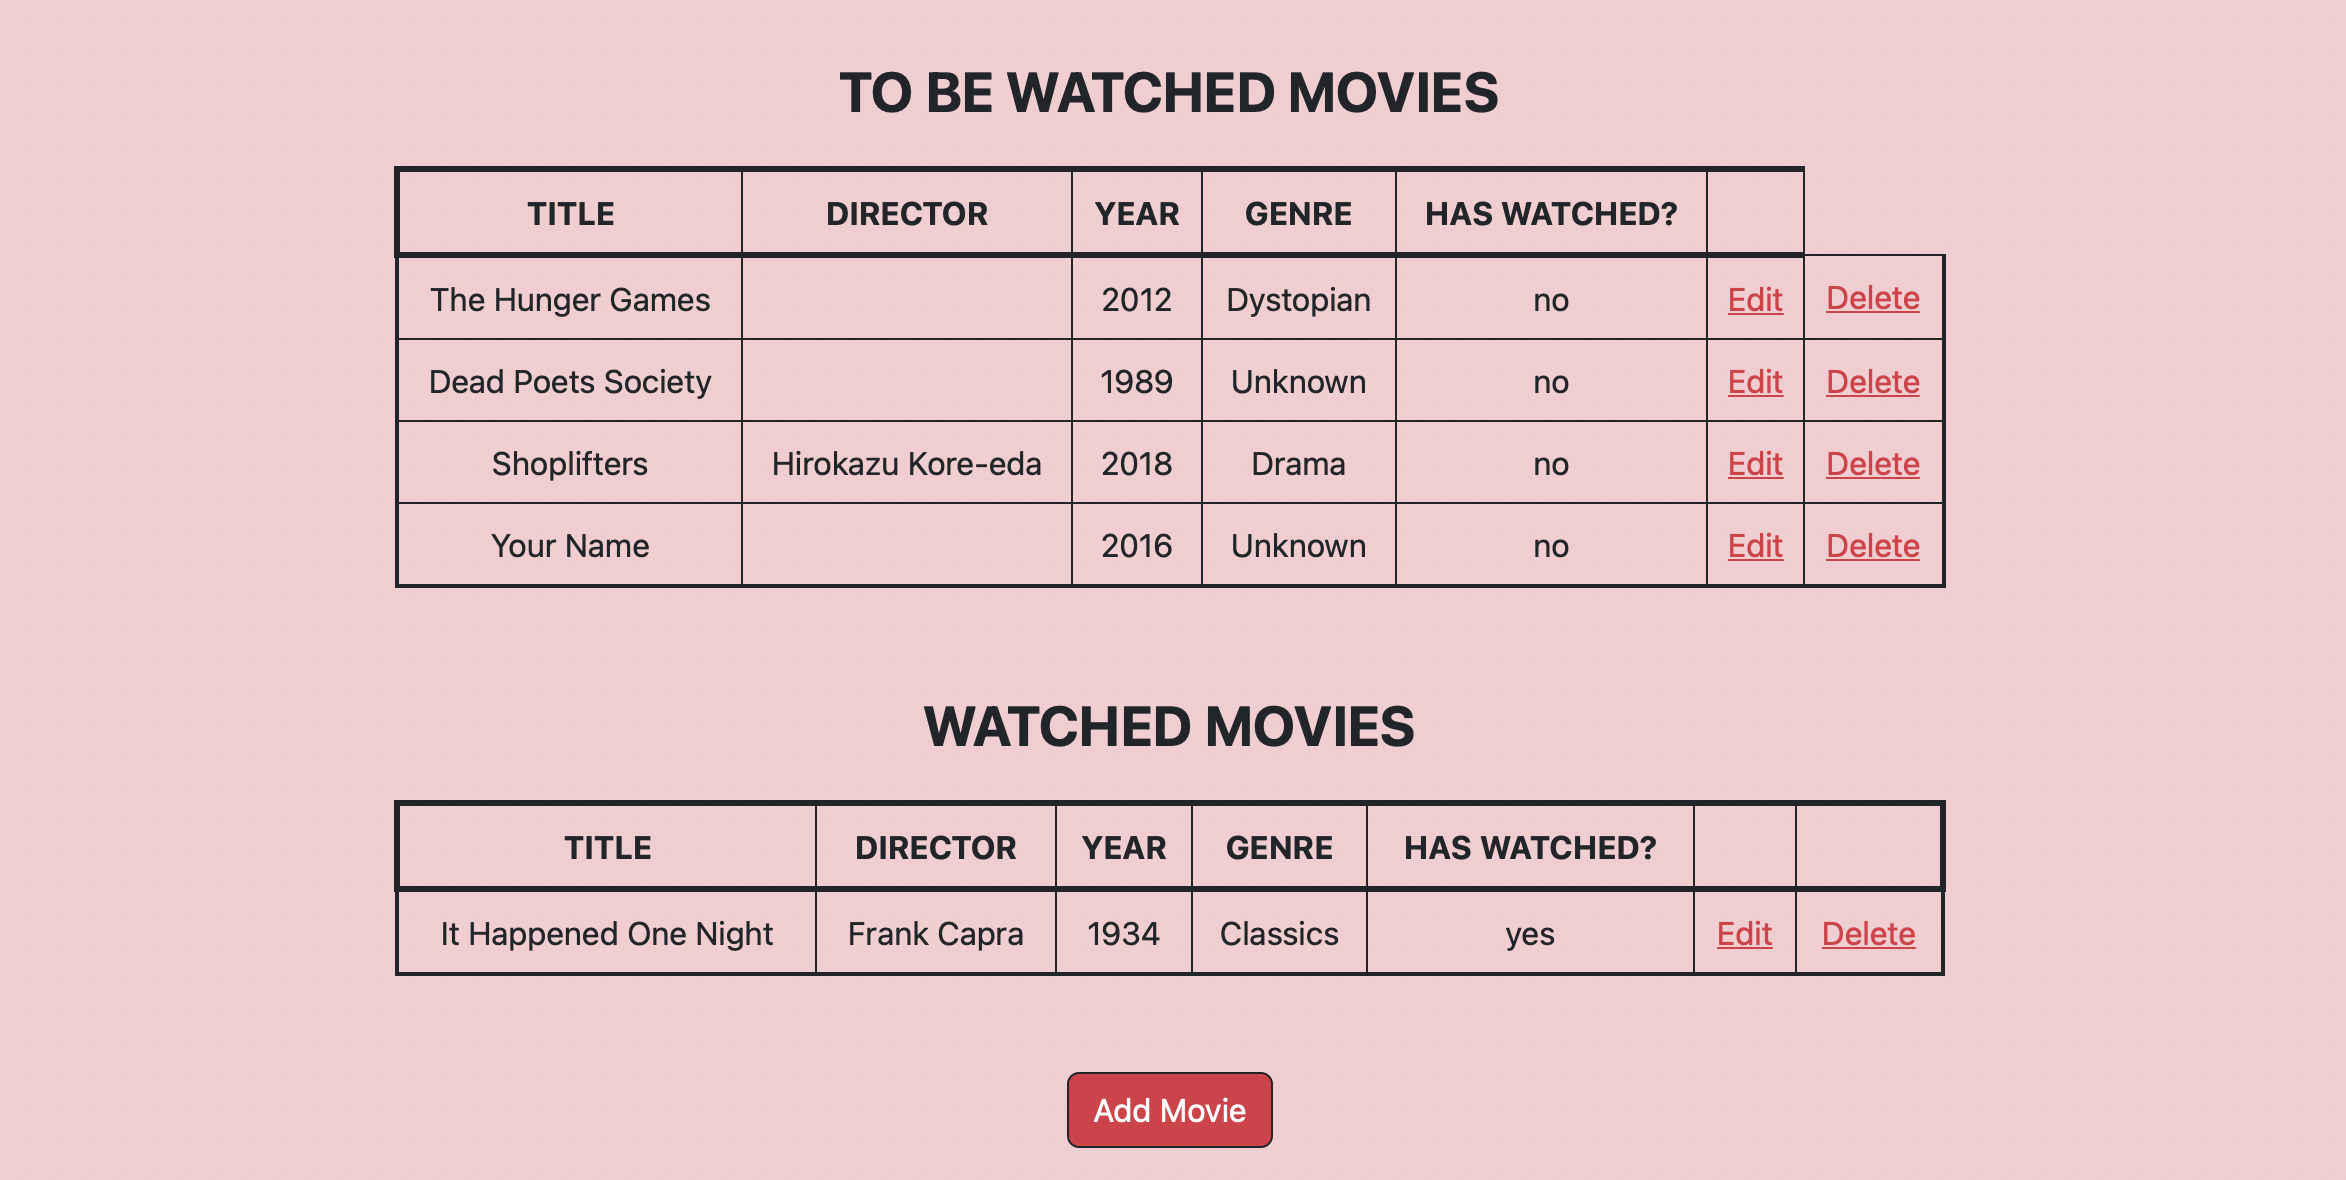 TO BE WATCHED MOVIES
TITLE DIRECTOR YEAR GENRE HAS WATCHED?
The Hunger Games 2012 Dystopian no Edit Delete
Dead Poets Society 1989 Unknown no Edit Delete
Shoplifters Hirokazu Kore-eda 2018 Drama no Edit Delete
Your Name 2016 Unknown no Edit Delete
WATCHED MOVIES
TITLE DIRECTOR YEAR GENRE HAS WATCHED?
It Happened One Night Frank Capra 1934 Classics yes Edit Delete
Add Movie